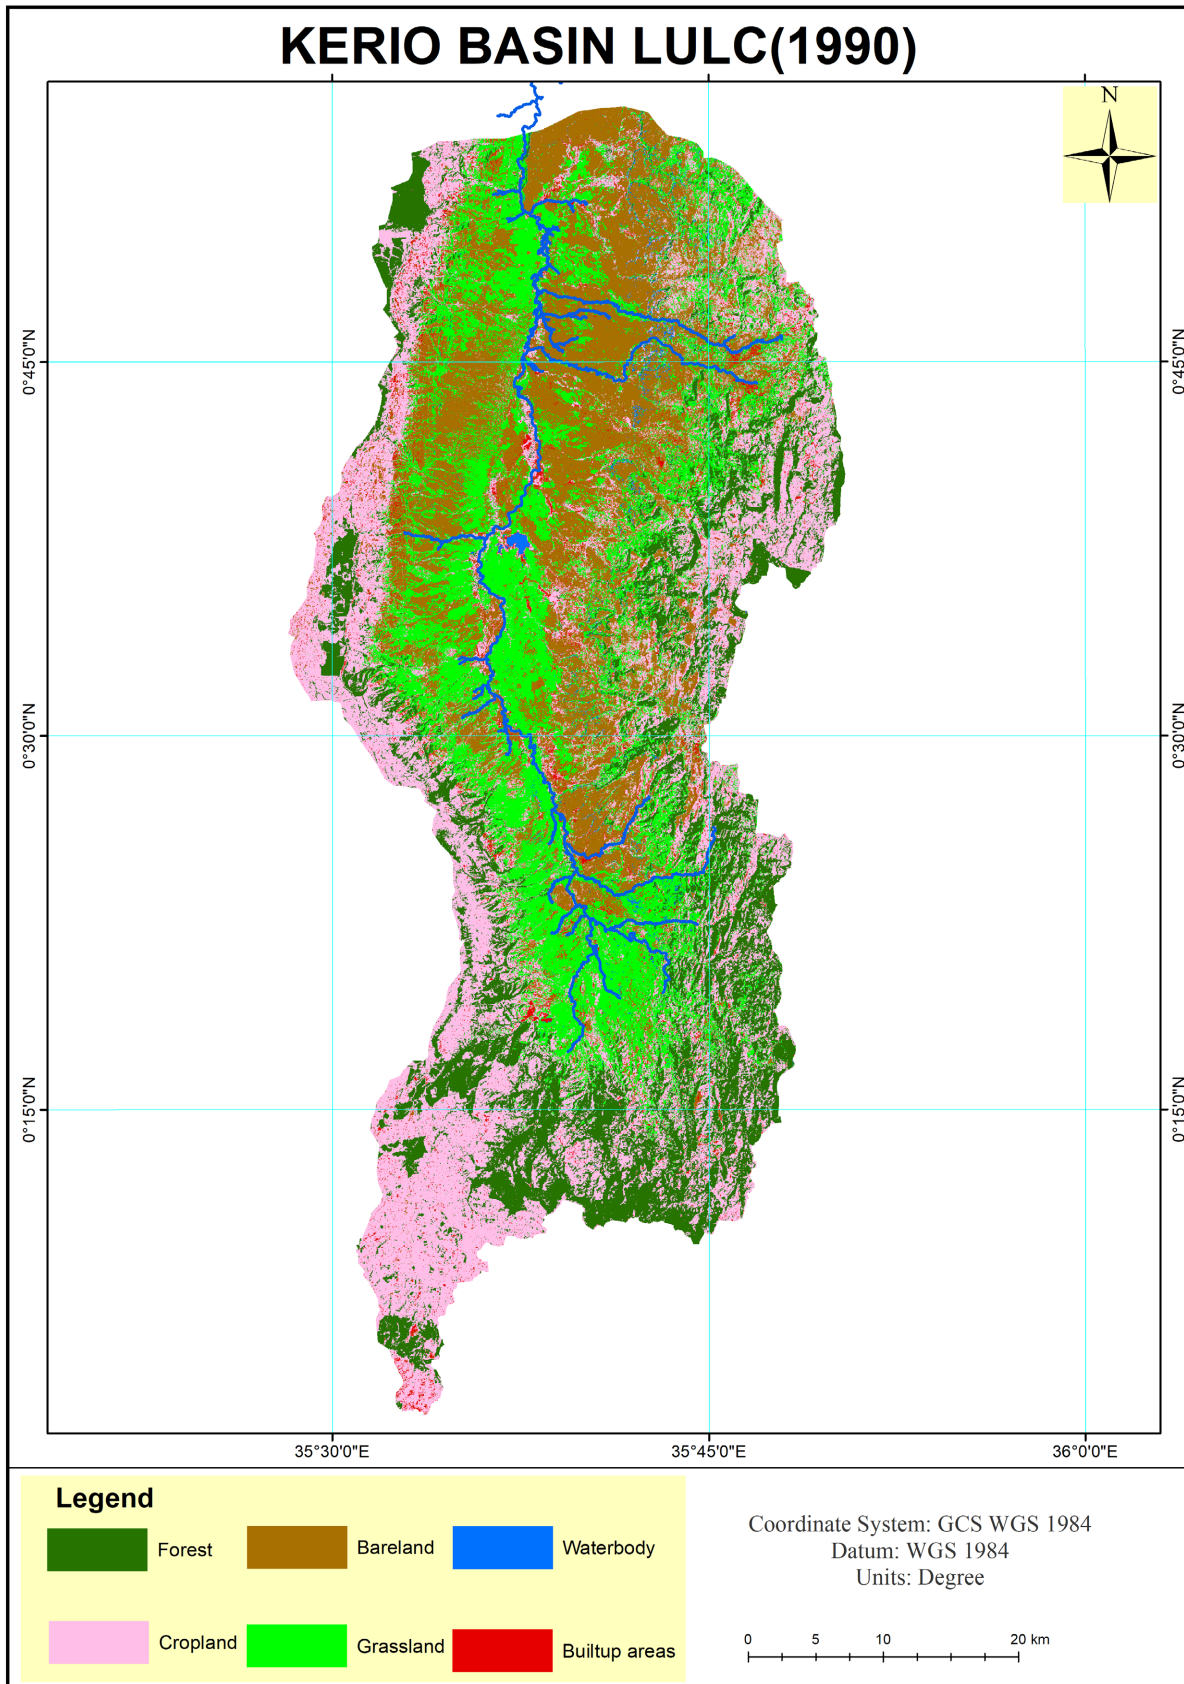 KERIO BASIN LULC(1990)
N
0°45'0"N
0°45'0"N
0°30'0"N
0°30'0"N
0°15'0"N
0°15'0"N
35°30'0"E
35°45'0"E
36°0'0"E
Legend
Forest
Bareland
Waterbody
Cropland
Grassland
Builtup areas
Coordinate System: GCS WGS 1984
Datum: WGS 1984
Units: Degree
0 5 10 20 km